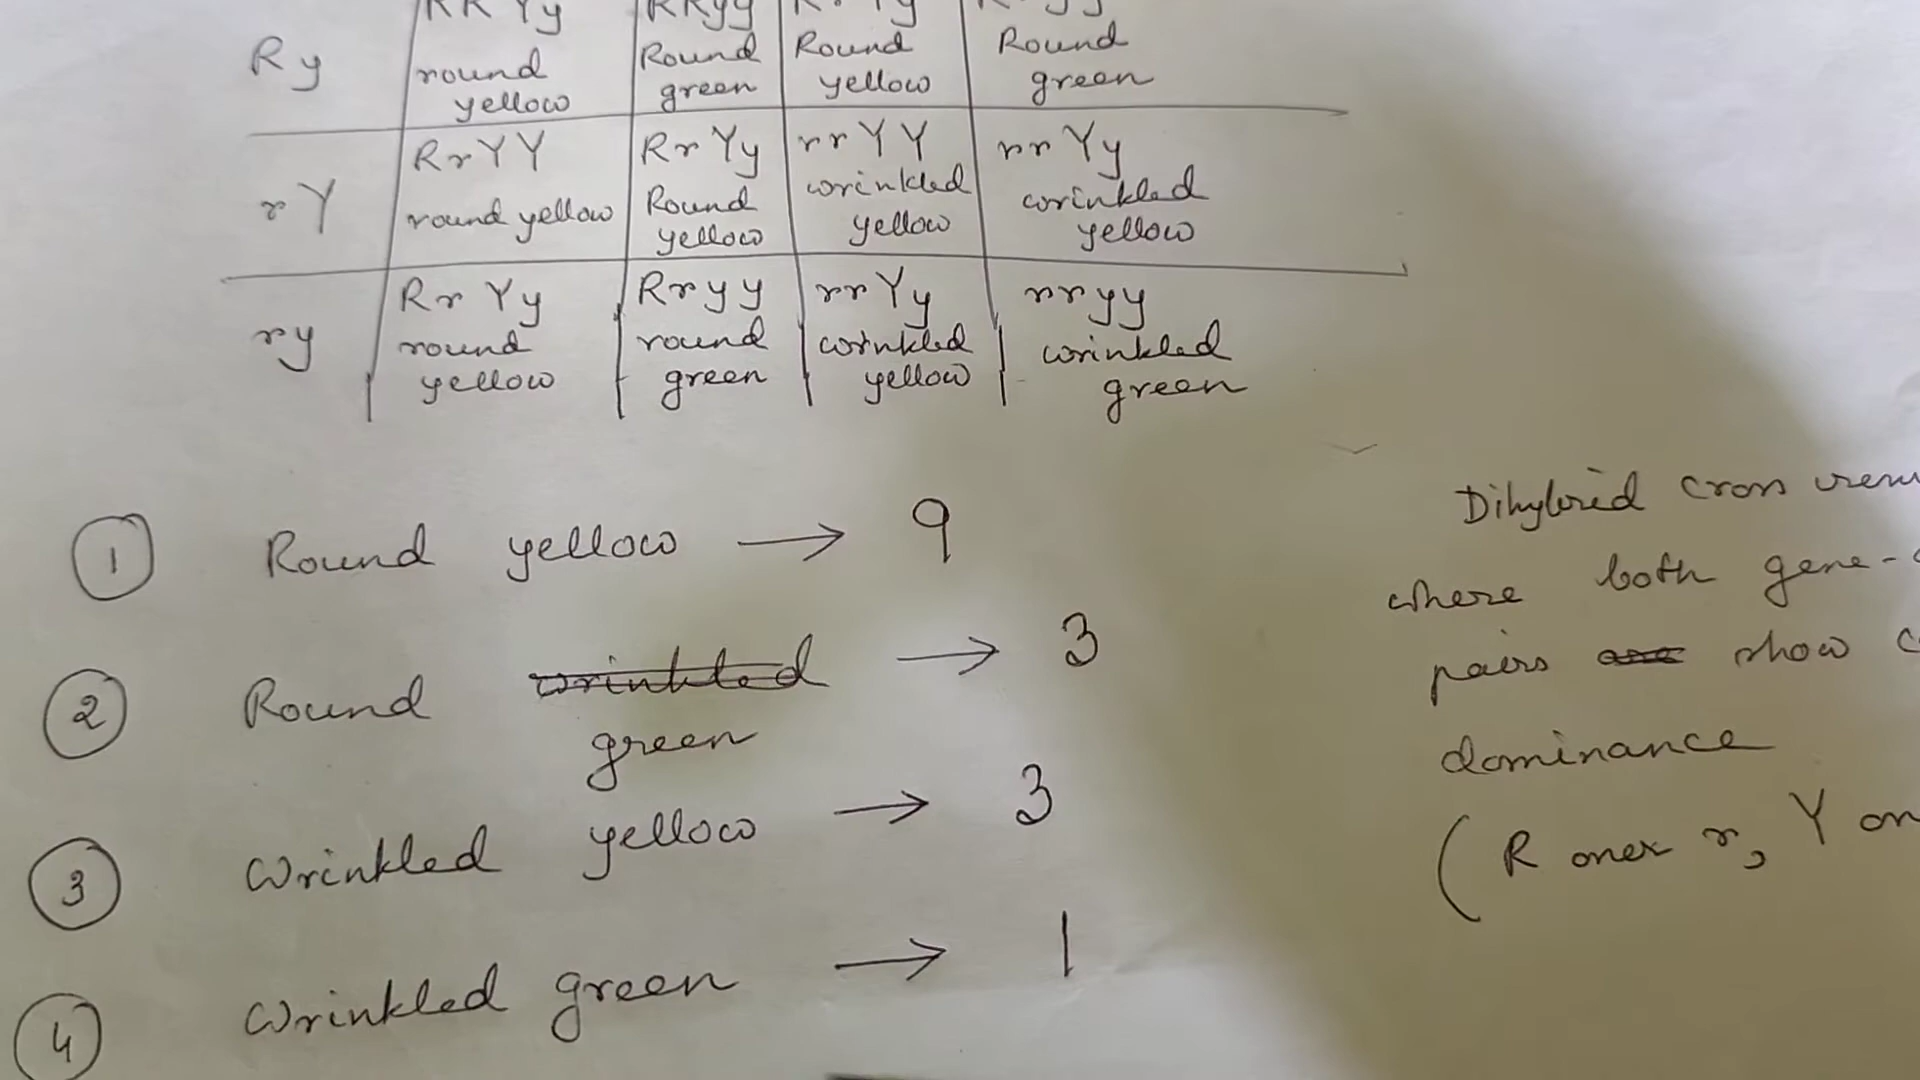 RRYy RRyy
Ry round yellow Round green Round yellow Round green
RrYY RrYy rrYY rrYy
rY round yellow Round yellow wrinkled yellow wrinkled yellow
RrYy Rryy rrYy rryy
ry round yellow round green wrinkled yellow wrinkled green
1 Round yellow → 9
2 Round wrinkled → 3
green
3 Wrinkled yellow → 3
4 Wrinkled green → 1
Dihybrid cross
where both gene-
pairs are show
dominance
(R over r, Y